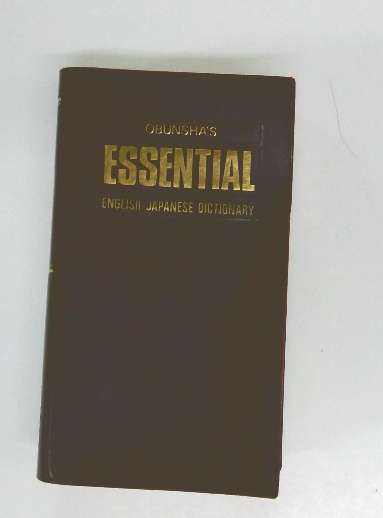 OBUNSHA'S
ESSENTIAL
ENGLISH JAPANESE DICTIONARY